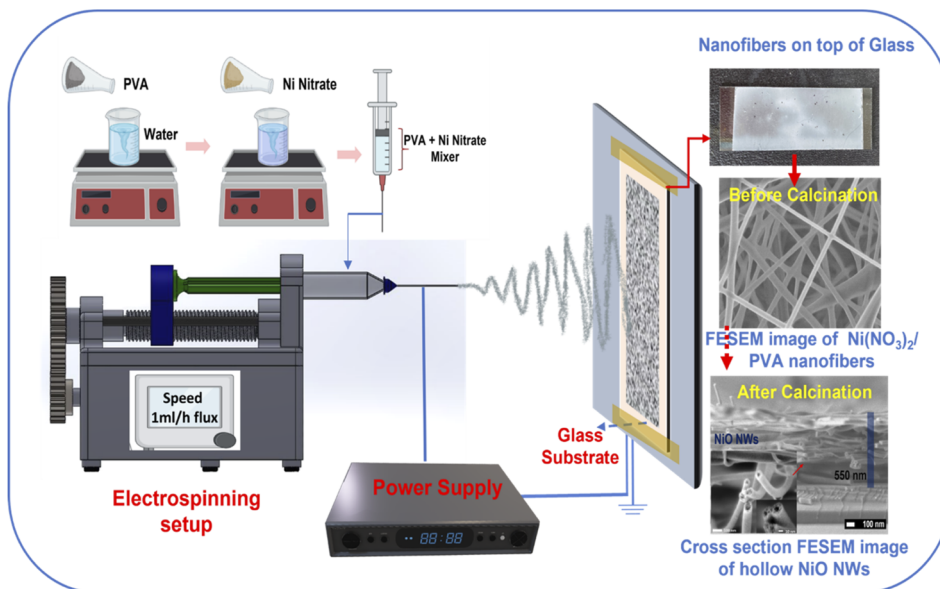 Nanofibers on top of Glass
PVA
Ni Nitrate
Water
PVA + Ni Nitrate
Mixer
Before Calcination
FESEM image of Ni(NO3)2/
PVA nanofibers
After Calcination
NiO NWs
550 nm
100 nm
Speed
1ml/h flux
Glass
Substrate
Power Supply
88:88
Electrospinning
setup
Cross section FESEM image
of hollow NiO NWs